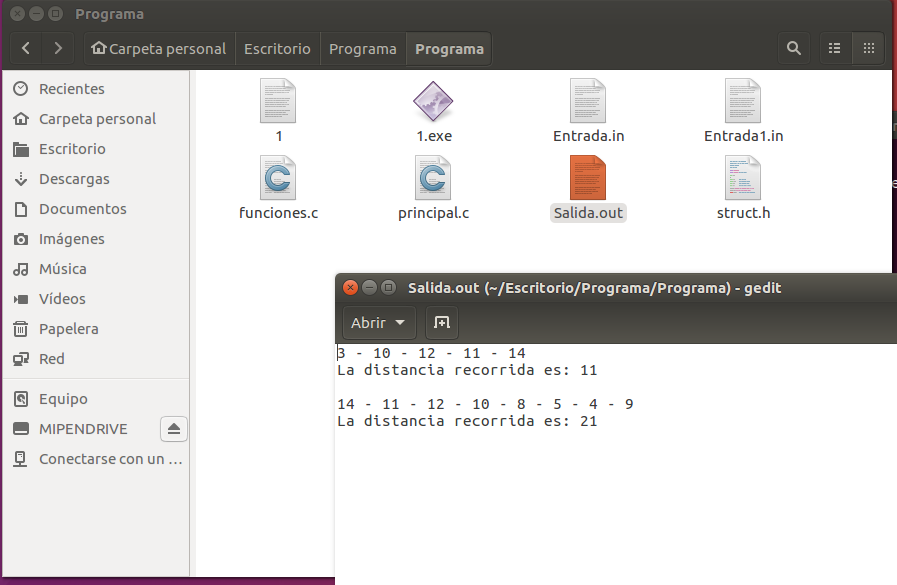 Programa
Carpeta personal Escritorio Programa Programa
Recientes
Carpeta personal
Escritorio
Descargas
Documentos
Imágenes
Música
Vídeos
Papelera
Red
Equipo
MIPENDRIVE
Conectarse con un ...
1 1.exe Entrada.in Entrada1.in
funciones.c principal.c Salida.out struct.h
Salida.out (~/Escritorio/Programa/Programa) - gedit
Abrir
3 - 10 - 12 - 11 - 14
La distancia recorrida es: 11
14 - 11 - 12 - 10 - 8 - 5 - 4 - 9
La distancia recorrida es: 21